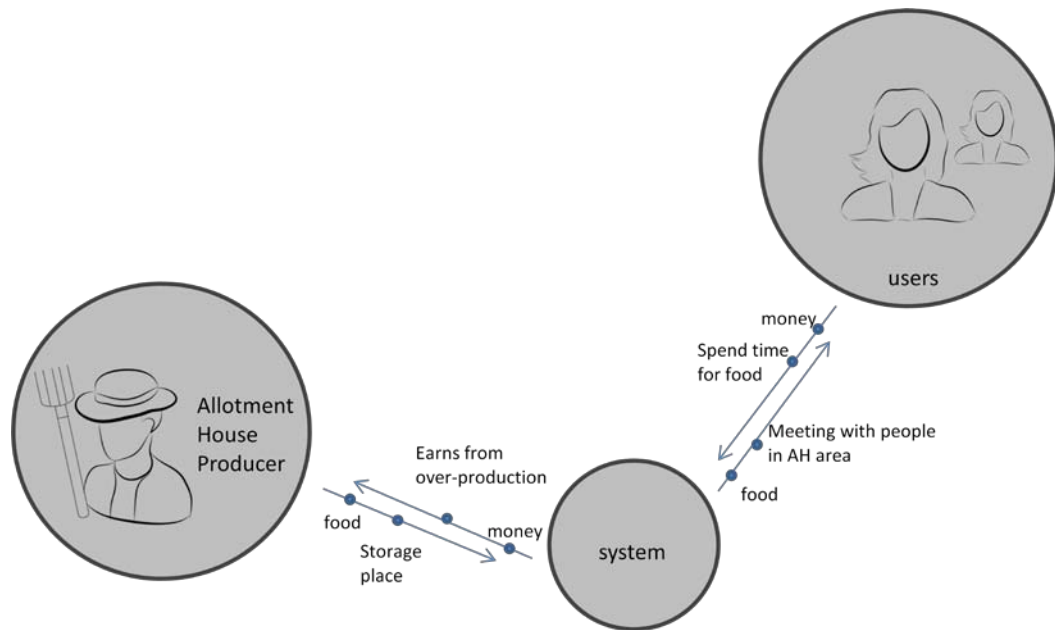 users
money
Spend time
for food
Meeting with people
in AH area
food
Allotment
House
Producer
Earns from
over-production
food
money
Storage
place
system